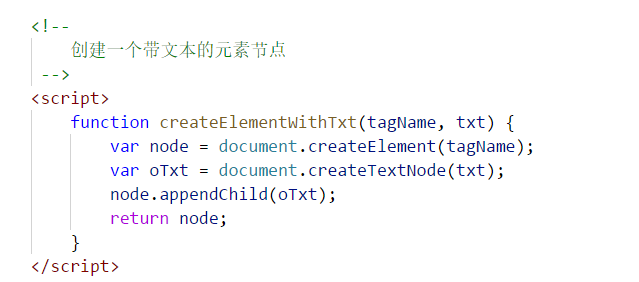 <!--
    创建一个带文本的元素节点
 -->
<script>
    function createElementWithTxt(tagName, txt) {
        var node = document.createElement(tagName);
        var oTxt = document.createTextNode(txt);
        node.appendChild(oTxt);
        return node;
    }
</script>